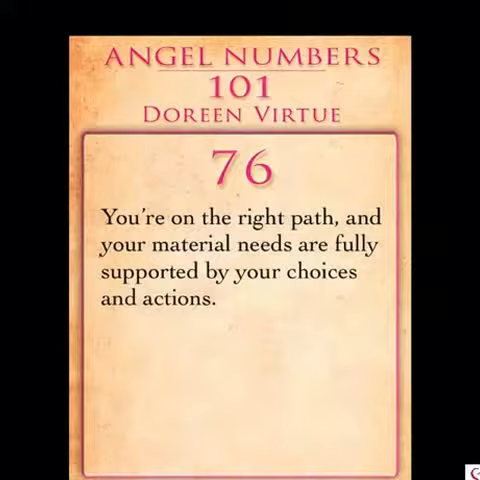 ANGEL NUMBERS
101
DOREEN VIRTUE
76
You're on the right path, and
your material needs are fully
supported by your choices
and actions.